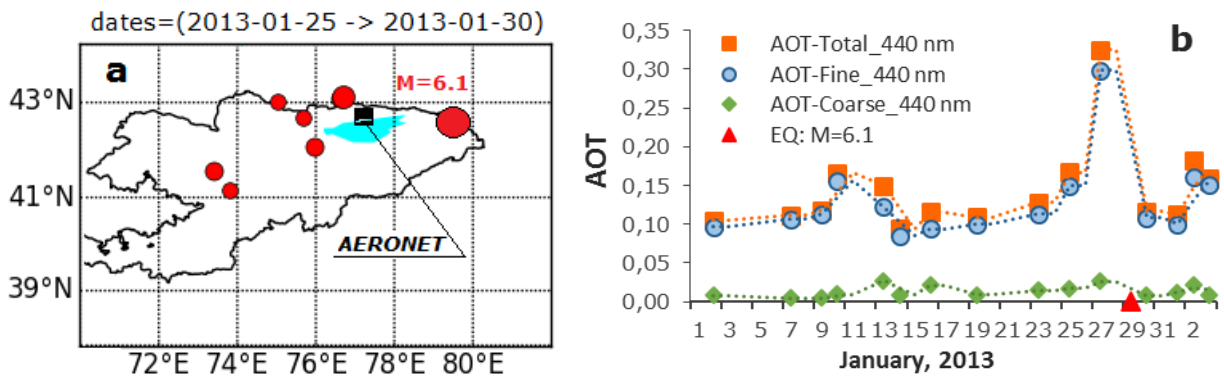 dates=(2013-01-25 -> 2013-01-30)
a
M=6.1
43°N
41°N
39°N
AERONET
72°E 74°E 76°E 78°E 80°E
b
AOT-Total_440 nm
AOT-Fine_440 nm
AOT-Coarse_440 nm
EQ: M=6.1
AOT
0,35
0,30
0,25
0,20
0,15
0,10
0,05
0,00
1 3 5 7 9 11 13 15 17 19 21 23 25 27 29 31 2
January, 2013